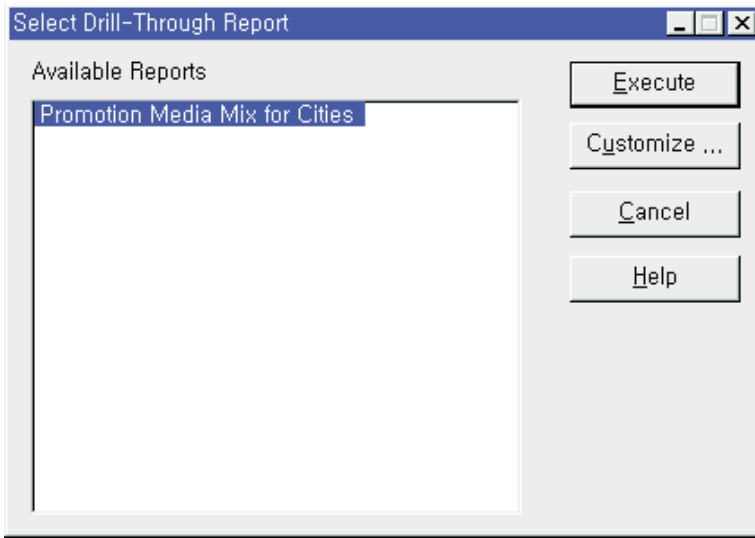 Select Drill-Through Report
Available Reports
Promotion Media Mix for Cities
Execute
Customize ...
Cancel
Help